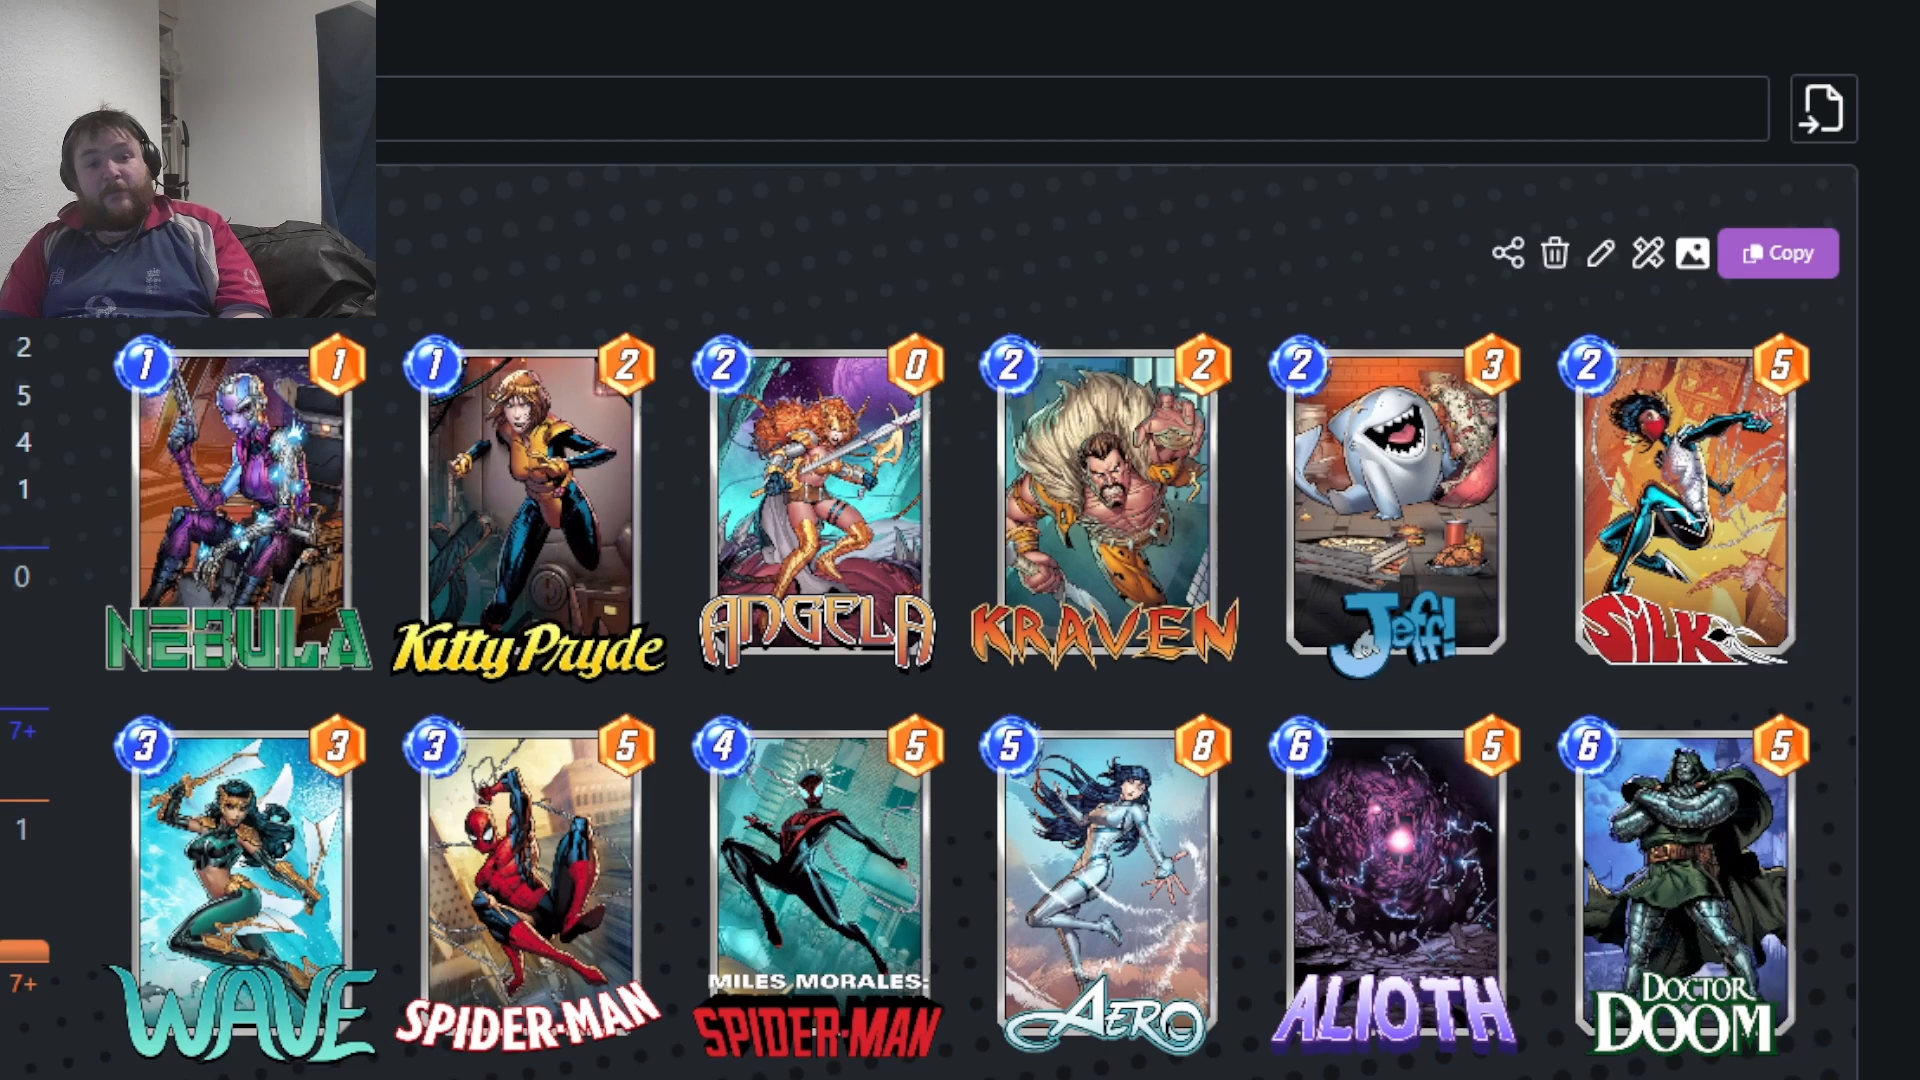 Copy
2
5
4
1
0
7+
1
7+
1 1 1 2 2 0 2 2 2 3 2 5
NEBULA Kitty Pryde ANGELA KRAVEN Jeff! SILK
3 3 3 5 4 5 5 8 6 5 6 5
WAVE SPIDER-MAN MILES MORALES: SPIDER-MAN AERO ALIOTH DOCTOR DOOM